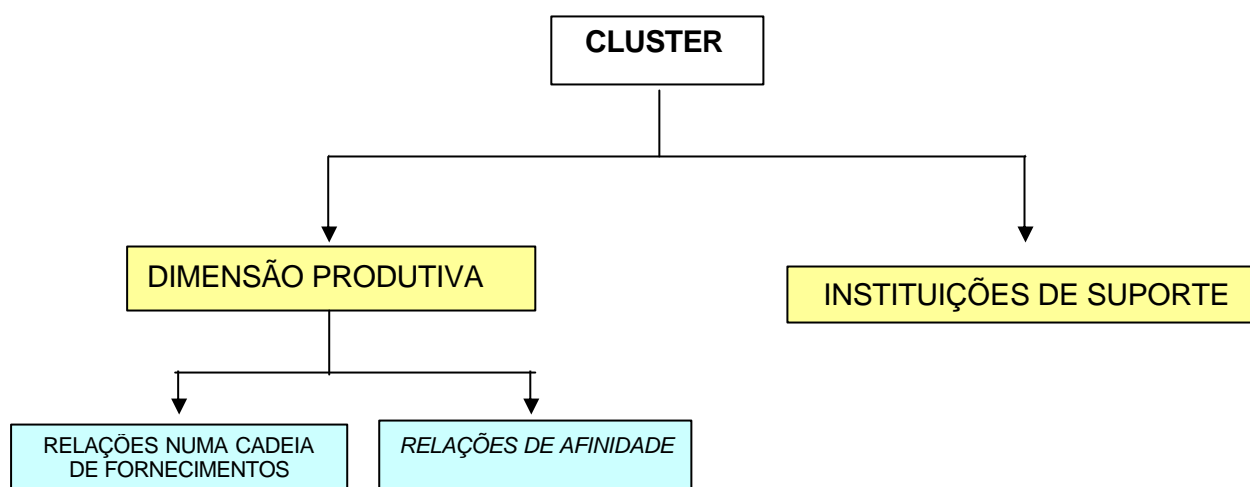 CLUSTER
DIMENSÃO PRODUTIVA
INSTITUIÇÕES DE SUPORTE
RELAÇÕES NUMA CADEIA
DE FORNECIMENTOS
RELAÇÕES DE AFINIDADE